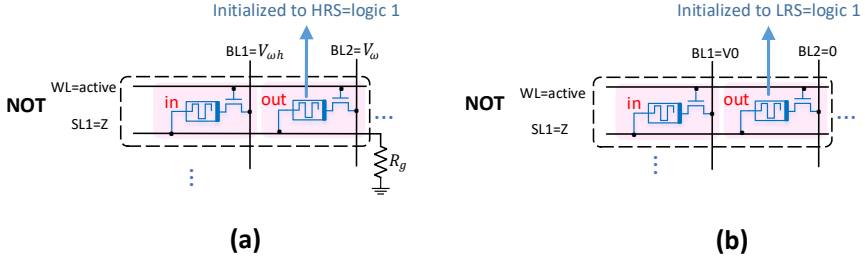 Initialized to HRS=logic 1
BL1=V_ωh
BL2=V_ω
WL=active
NOT
in
out
...
SL1=Z
R_g
(a)
Initialized to LRS=logic 1
BL1=V0
BL2=0
WL=active
NOT
in
out
...
SL1=Z
(b)